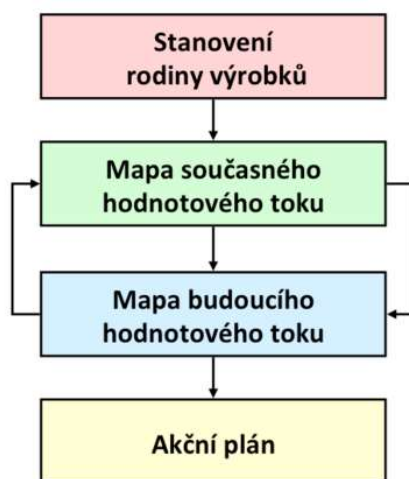 Stanovení
rodiny výrobků
Mapa současného
hodnotového toku
Mapa budoucího
hodnotového toku
Akční plán